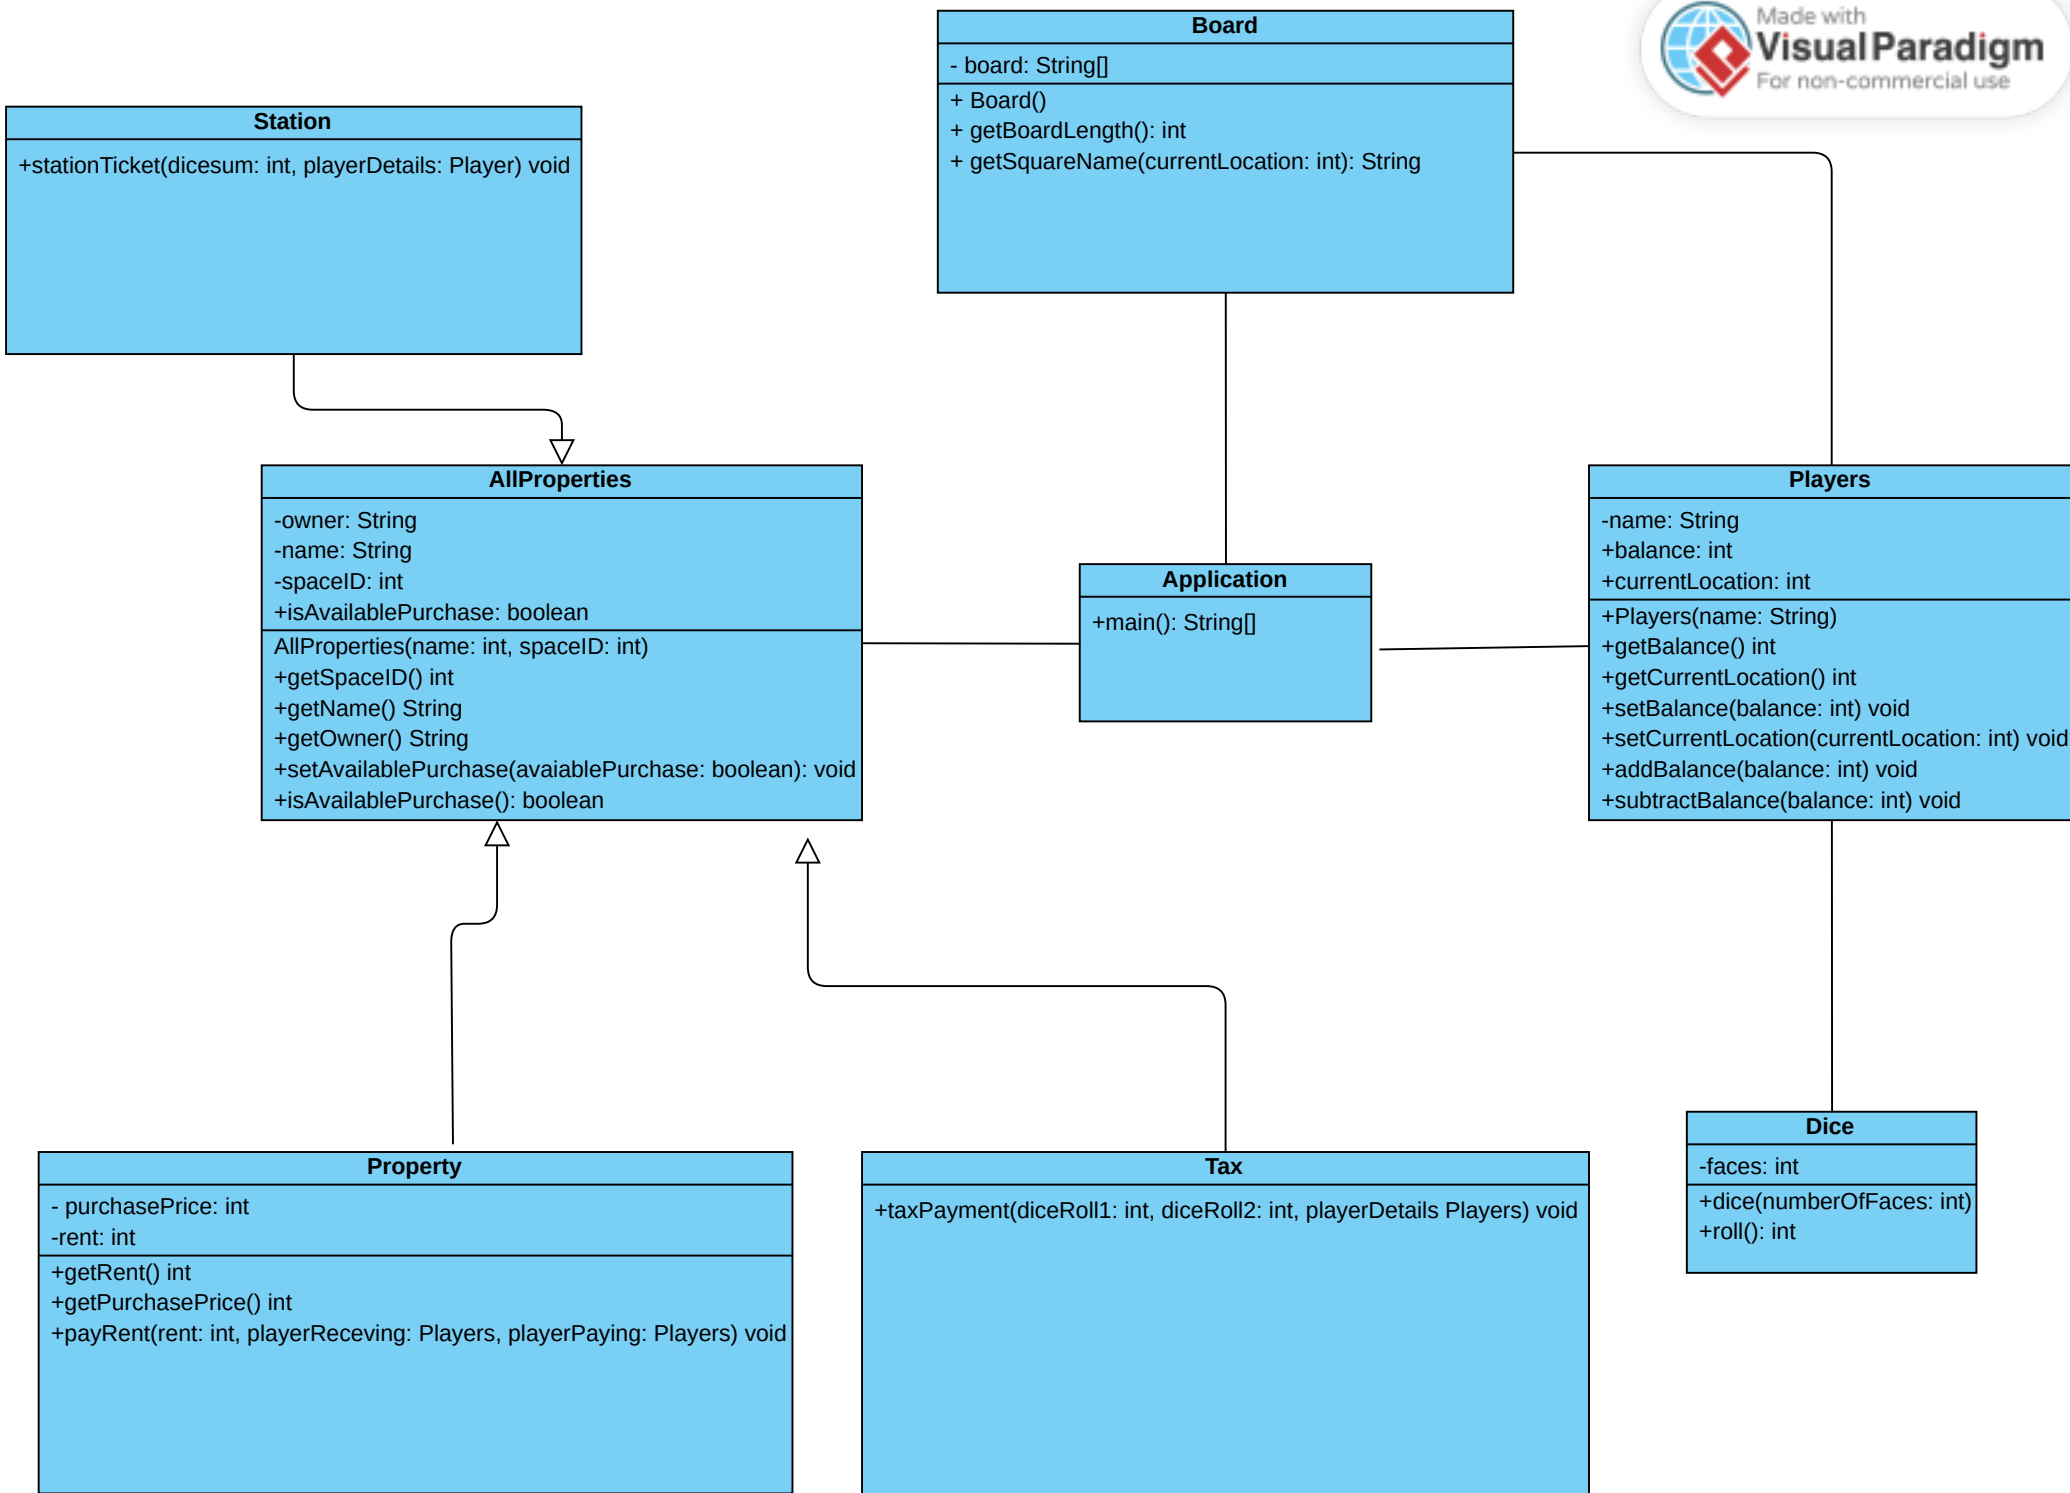 Made with
Visual Paradigm
For non-commercial use
Board
- board: String[]
+ Board()
+ getBoardLength(): int
+ getSquareName(currentLocation: int): String
Station
+stationTicket(dicesum: int, playerDetails: Player) void
AllProperties
-owner: String
-name: String
-spaceID: int
+isAvailablePurchase: boolean
AllProperties(name: int, spaceID: int)
+getSpaceID() int
+getName() String
+getOwner() String
+setAvailablePurchase(avaiablePurchase: boolean): void
+isAvailablePurchase(): boolean
Application
+main(): String[]
Players
-name: String
+balance: int
+currentLocation: int
+Players(name: String)
+getBalance() int
+getCurrentLocation() int
+setBalance(balance: int) void
+setCurrentLocation(currentLocation: int) void
+addBalance(balance: int) void
+subtractBalance(balance: int) void
Property
- purchasePrice: int
-rent: int
+getRent() int
+getPurchasePrice() int
+payRent(rent: int, playerReceving: Players, playerPaying: Players) void
Tax
+taxPayment(diceRoll1: int, diceRoll2: int, playerDetails Players) void
Dice
-faces: int
+dice(numberOfFaces: int)
+roll(): int